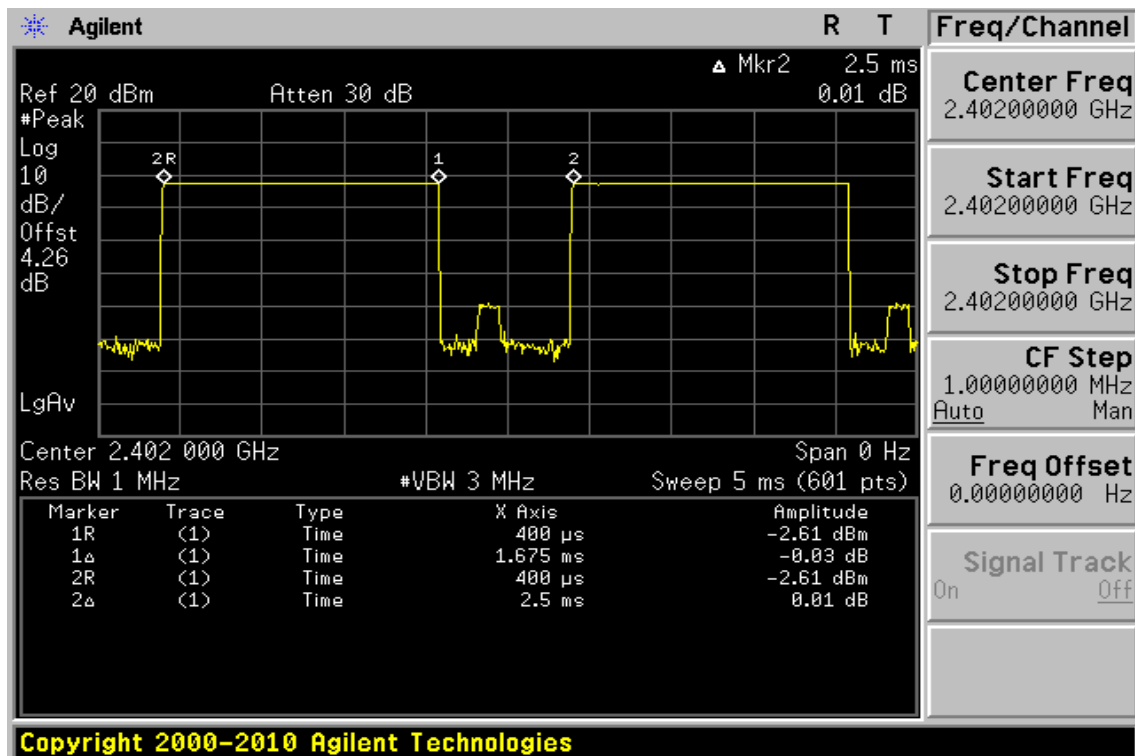 Agilent R T
Freq/Channel
▵ Mkr2 2.5 ms
Ref 20 dBm Atten 30 dB 0.01 dB
#Peak
Log
10
dB/
Offst
4.26
dB
LgAv
2R 1 2
Center 2.402 000 GHz Span 0 Hz
Res BW 1 MHz #VBW 3 MHz Sweep 5 ms (601 pts)
Marker Trace Type X Axis Amplitude
1R (1) Time 400 µs -2.61 dBm
1▵ (1) Time 1.675 ms -0.03 dB
2R (1) Time 400 µs -2.61 dBm
2▵ (1) Time 2.5 ms 0.01 dB
Center Freq
2.40200000 GHz
Start Freq
2.40200000 GHz
Stop Freq
2.40200000 GHz
CF Step
1.00000000 MHz
Auto Man
Freq Offset
0.00000000 Hz
Signal Track
On Off
Copyright 2000-2010 Agilent Technologies